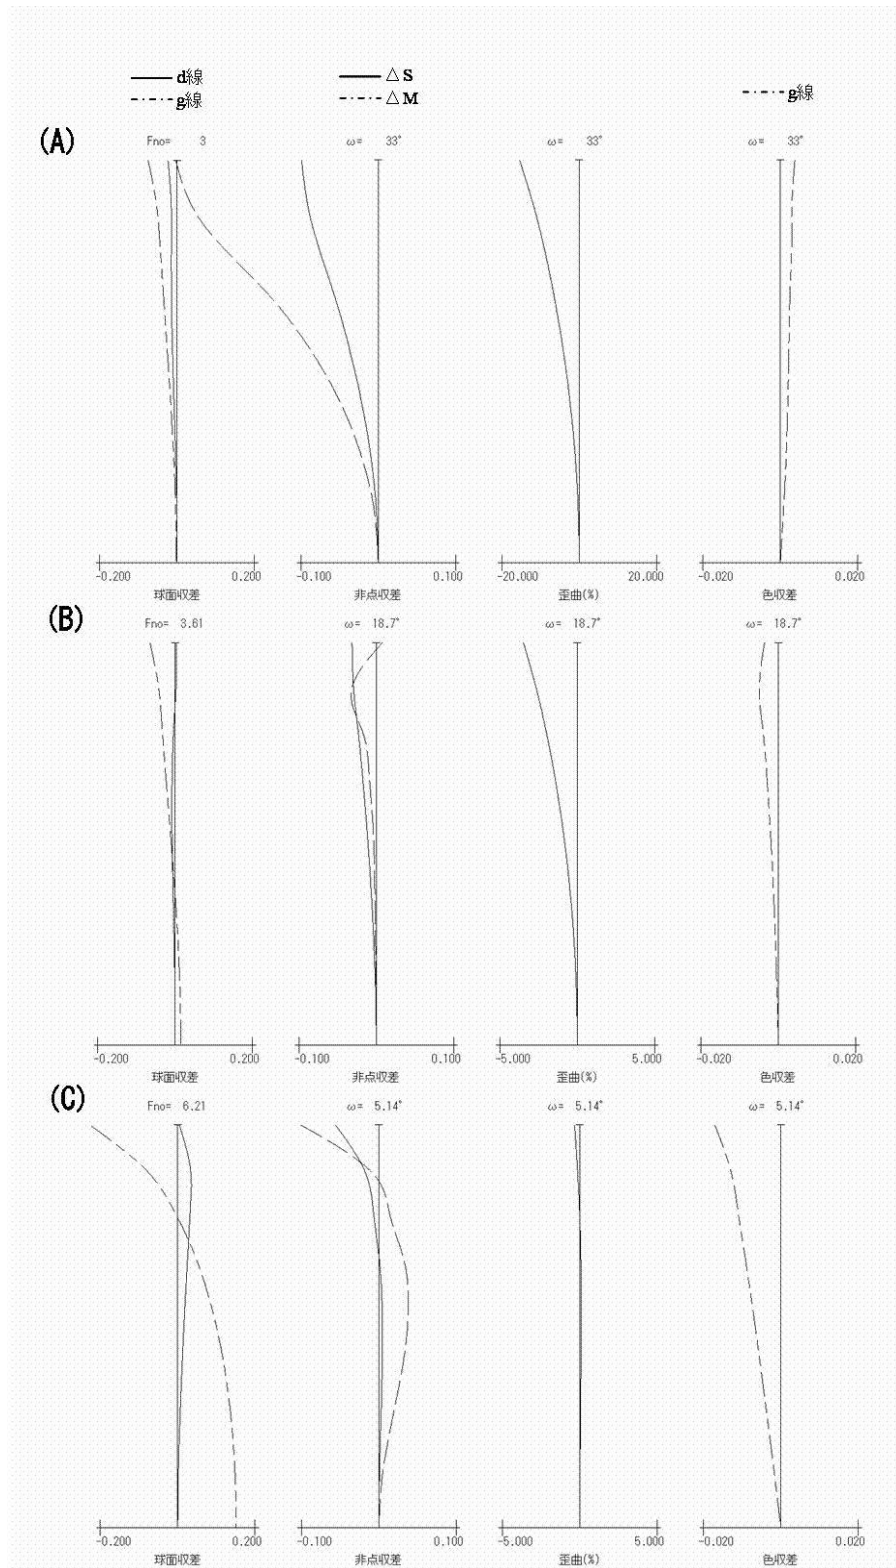 d線 △S g線
g線 △M
(A)
Fno= 3 ω= 33° ω= 33° ω= 33°
-0.200 0.200 -0.100 0.100 -20.000 20.000 -0.020 0.020
球面収差 非点収差 歪曲(%) 色収差
(B)
Fno= 3.61 ω= 18.7° ω= 18.7° ω= 18.7°
-0.200 0.200 -0.100 0.100 -5.000 5.000 -0.020 0.020
球面収差 非点収差 歪曲(%) 色収差
(C)
Fno= 6.21 ω= 5.14° ω= 5.14° ω= 5.14°
-0.200 0.200 -0.100 0.100 -5.000 5.000 -0.020 0.020
球面収差 非点収差 歪曲(%) 色収差